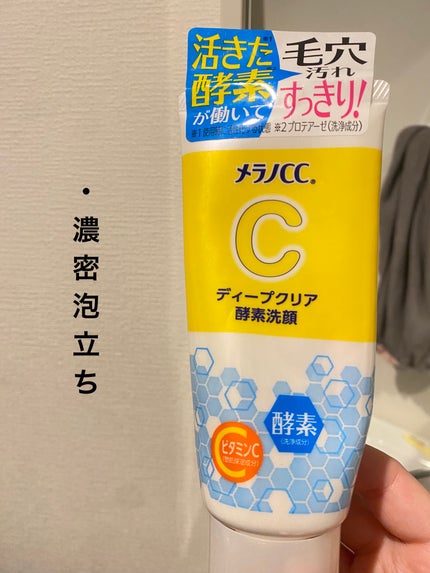 活きた※1
酵素※2
が働いて
毛穴
汚れ
すっきり!
※2 プロテアーゼ(洗浄成分)
メラノCC®
C
ディープクリア
酵素洗顔
・濃密泡立ち
酵素
(洗浄成分)
C
ビタミンC